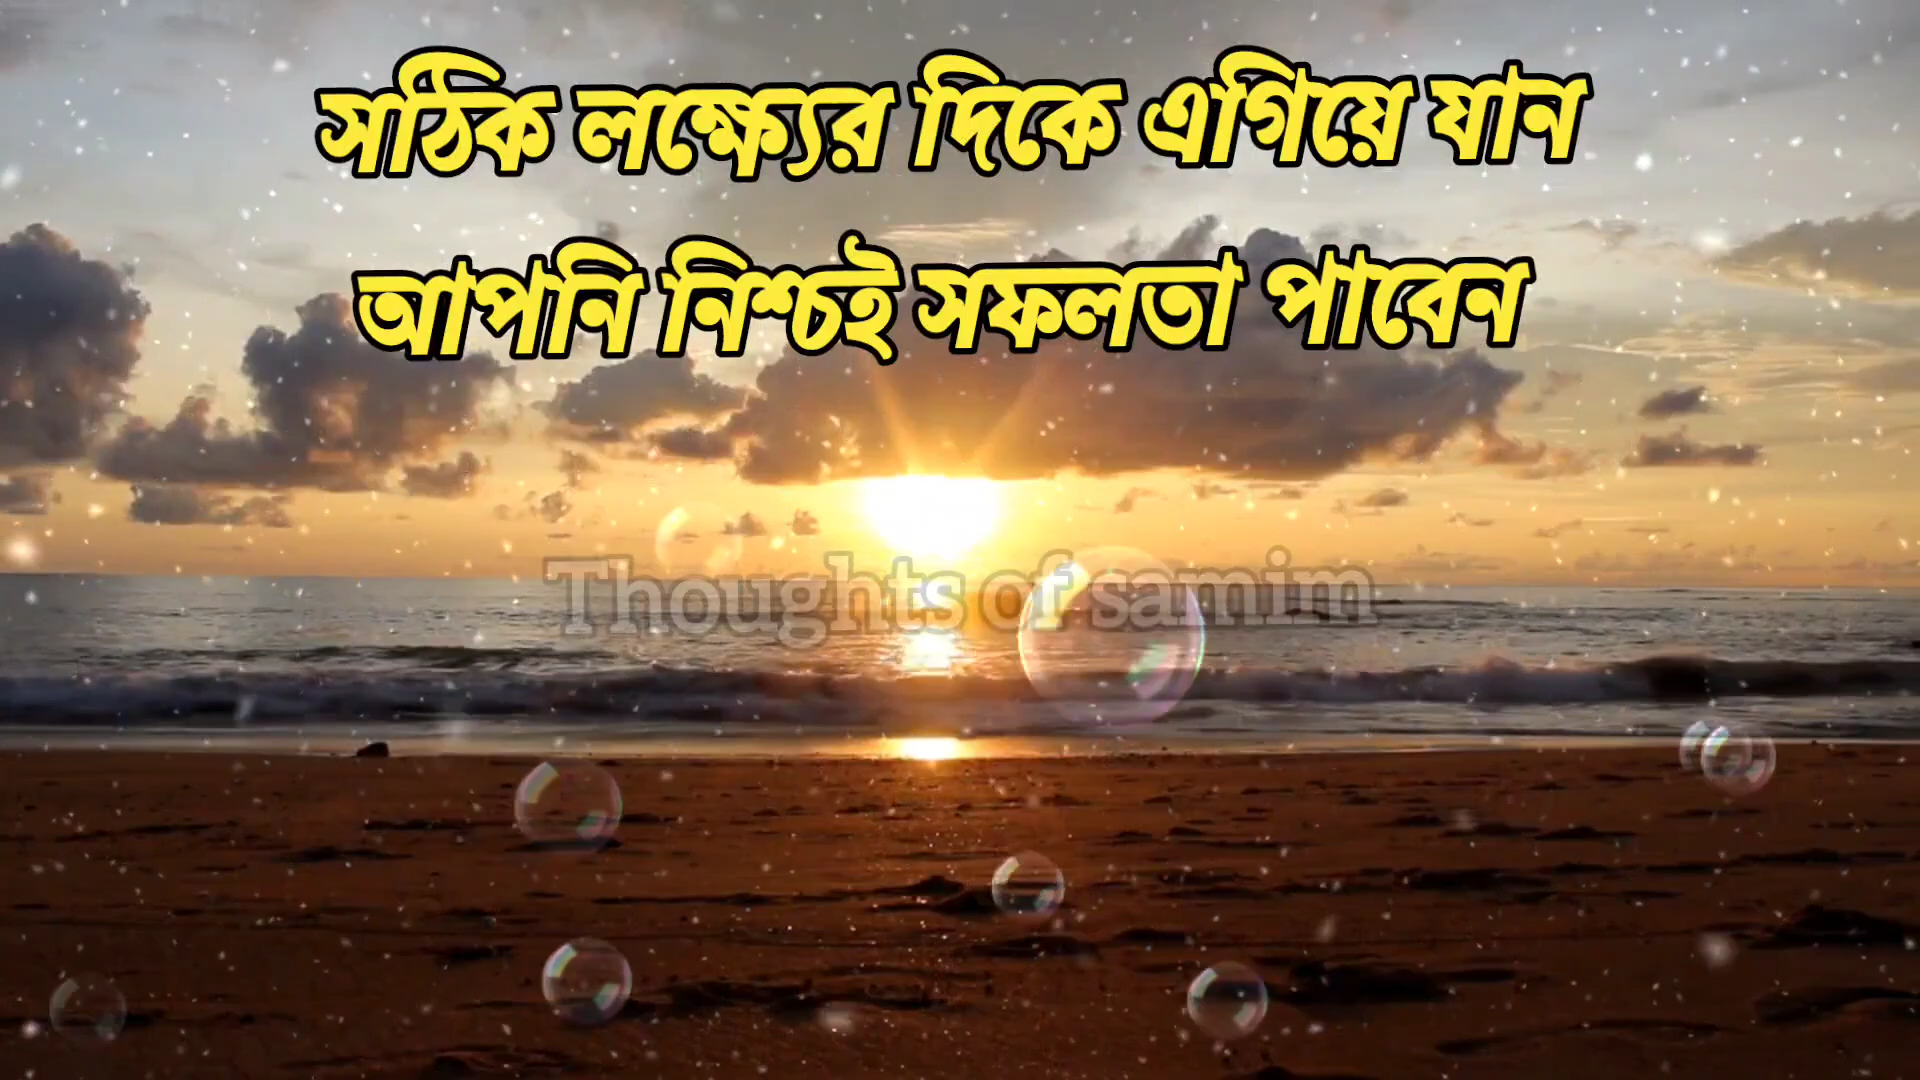 সঠিক লক্ষ্যের দিকে এগিয়ে যান
আপনি নিশ্চই সফলতা পাবেন
Thoughts of samim